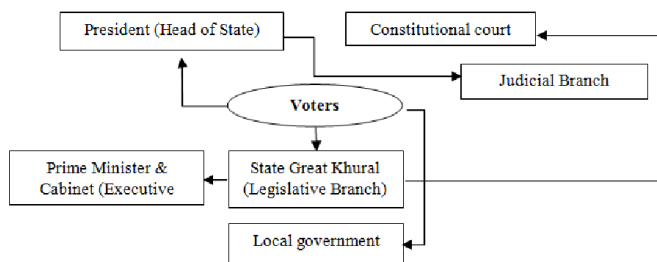 President (Head of State)
Constitutional court
Judicial Branch
Voters
Prime Minister &
Cabinet (Executive
State Great Khural
(Legislative Branch)
Local government